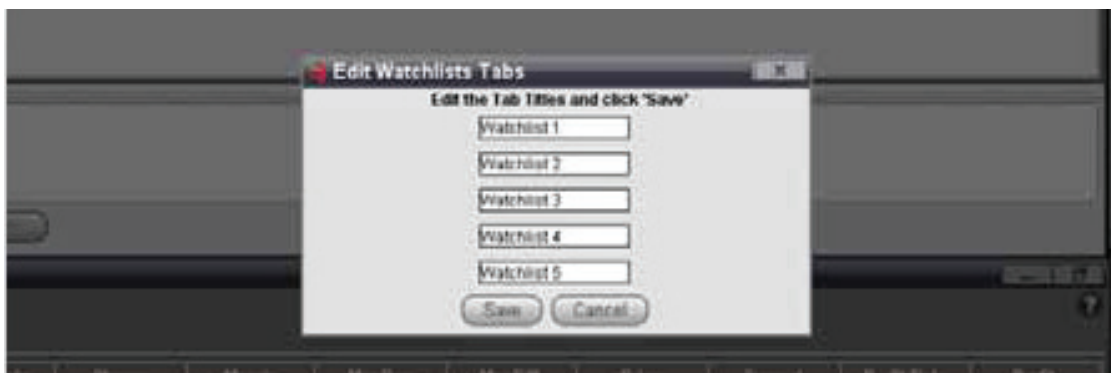 Edit Watchlists Tabs
Edit the Tab Titles and click 'Save'
Watchlist 1
Watchlist 2
Watchlist 3
Watchlist 4
Watchlist 5
Save Cancel